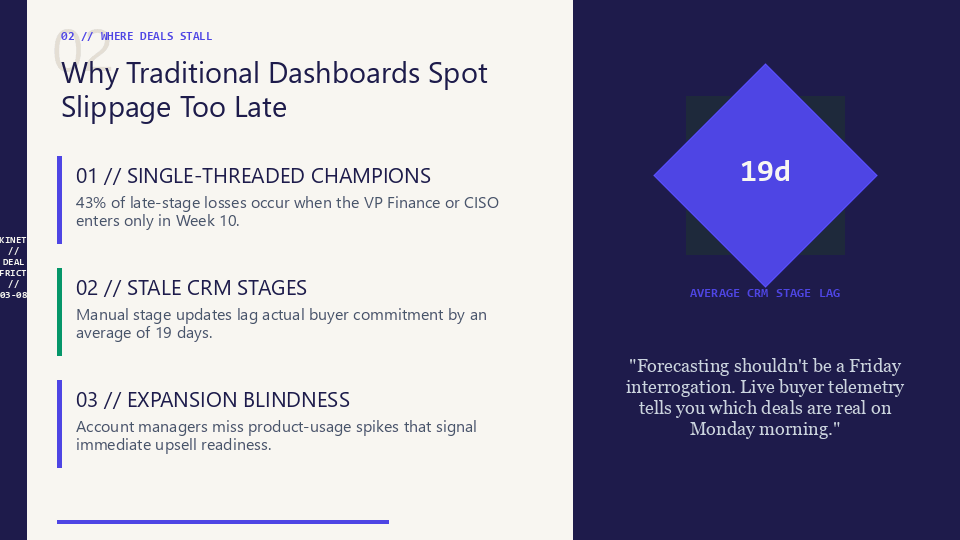 KINET
//
DEAL
FRICT
//
03-08
02
02 // WHERE DEALS STALL
Why Traditional Dashboards Spot
Slippage Too Late
01 // SINGLE-THREADED CHAMPIONS
43% of late-stage losses occur when the VP Finance or CISO
enters only in Week 10.
02 // STALE CRM STAGES
Manual stage updates lag actual buyer commitment by an
average of 19 days.
03 // EXPANSION BLINDNESS
Account managers miss product-usage spikes that signal
immediate upsell readiness.
19d
AVERAGE CRM STAGE LAG
"Forecasting shouldn't be a Friday
interrogation. Live buyer telemetry
tells you which deals are real on
Monday morning."